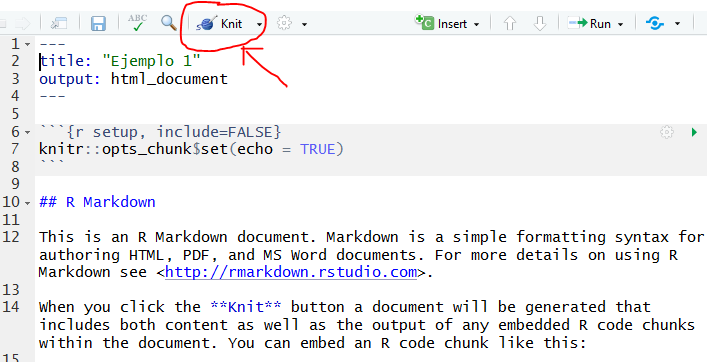 ABC Knit Insert Run
1 ---
2 title: "Ejemplo 1"
3 output: html_document
4 ---
5
6 ```{r setup, include=FALSE}
7 knitr::opts_chunk$set(echo = TRUE)
8 ```
9
10 ## R Markdown
11
12 This is an R Markdown document. Markdown is a simple formatting syntax for
authoring HTML, PDF, and MS Word documents. For more details on using R
Markdown see <http://rmarkdown.rstudio.com>.
13
14 When you click the **Knit** button a document will be generated that
includes both content as well as the output of any embedded R code chunks
within the document. You can embed an R code chunk like this:
15